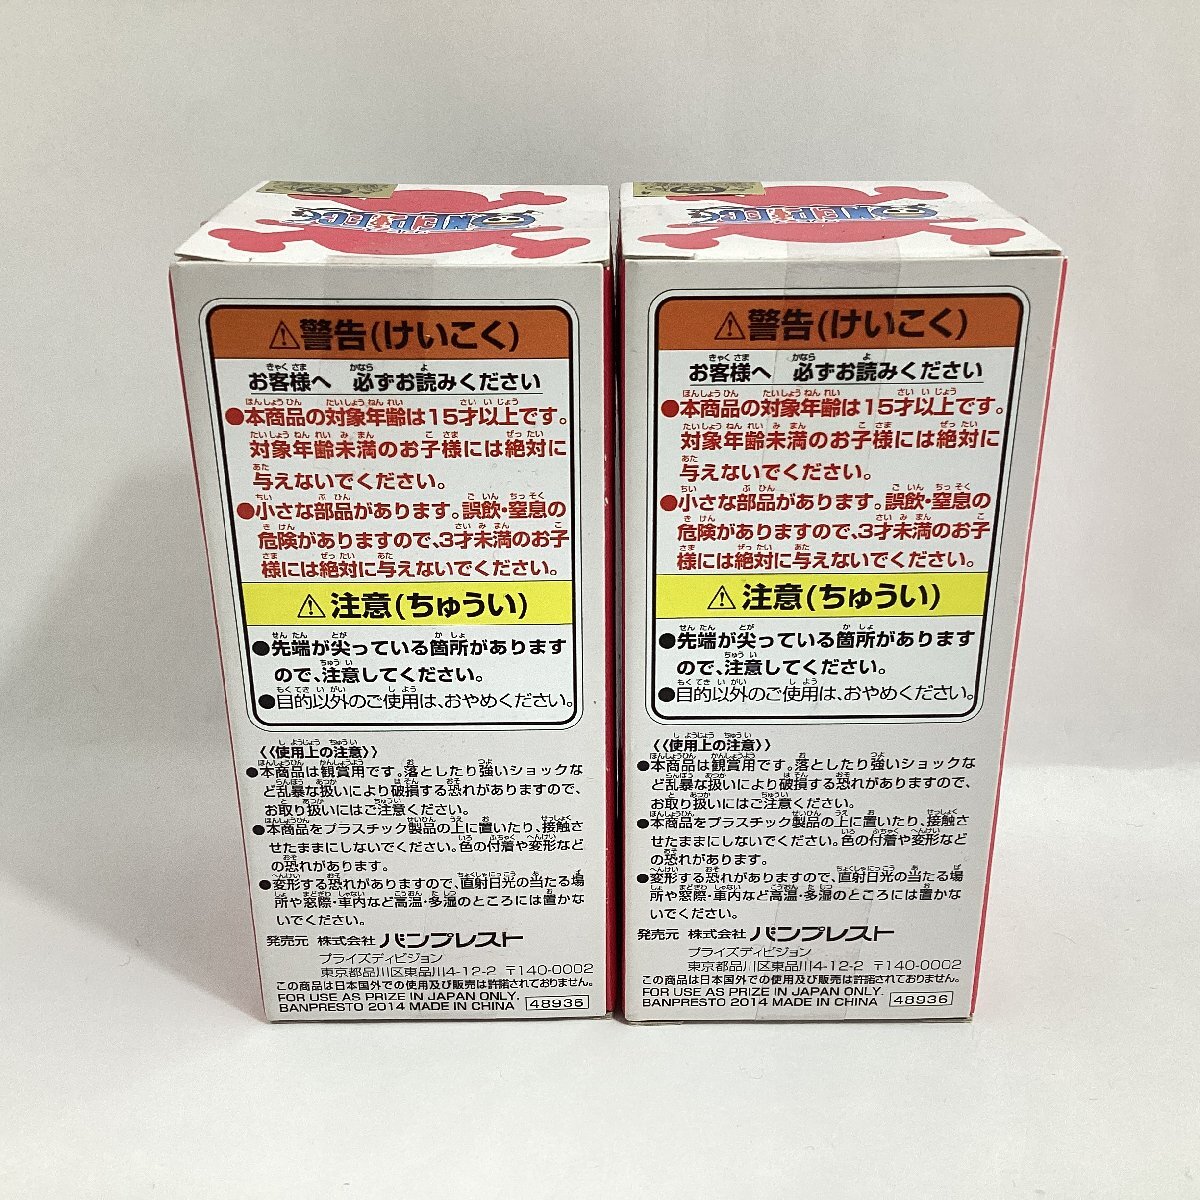 ONE PIECE
⚠警告(けいこく)
お客様へ 必ずお読みください
●本商品の対象年齢は15才以上です。
対象年齢未満のお子様には絶対に
与えないでください。
●小さな部品があります。誤飲・窒息の
危険がありますので、3才未満のお子
様には絶対に与えないでください。
⚠注意(ちゅうい)
●先端が尖っている箇所があります
ので、注意してください。
●目的以外のご使用は、おやめください。
《使用上の注意》
●本商品は観賞用です。落としたり強いショックな
ど乱暴な扱いにより破損する恐れがありますので、
お取り扱いにはご注意ください。
●本商品をプラスチック製品の上に置いたり、接触さ
せたままにしないでください。色の付着や変形など
の恐れがあります。
●変形する恐れがありますので、直射日光の当たる場
所や窓際・車内など高温・多湿のところには置かな
いでください。
発売元 株式会社 バンプレスト
プライズディビジョン
東京都品川区東品川4-12-2 〒140-0002
この商品は日本国外での使用及び販売は許諾されておりません。
FOR USE AS PRIZE IN JAPAN ONLY.
BANPRESTO 2014 MADE IN CHINA 48936
ONE PIECE
⚠警告(けいこく)
お客様へ 必ずお読みください
●本商品の対象年齢は15才以上です。
対象年齢未満のお子様には絶対に
与えないでください。
●小さな部品があります。誤飲・窒息の
危険がありますので、3才未満のお子
様には絶対に与えないでください。
⚠注意(ちゅうい)
●先端が尖っている箇所があります
ので、注意してください。
●目的以外のご使用は、おやめください。
《使用上の注意》
●本商品は観賞用です。落としたり強いショックな
ど乱暴な扱いにより破損する恐れがありますので、
お取り扱いにはご注意ください。
●本商品をプラスチック製品の上に置いたり、接触さ
せたままにしないでください。色の付着や変形など
の恐れがあります。
●変形する恐れがありますので、直射日光の当たる場
所や窓際・車内など高温・多湿のところには置かな
いでください。
発売元 株式会社 バンプレスト
プライズディビジョン
東京都品川区東品川4-12-2 〒140-0002
この商品は日本国外での使用及び販売は許諾されておりません。
FOR USE AS PRIZE IN JAPAN ONLY.
BANPRESTO 2014 MADE IN CHINA 48936